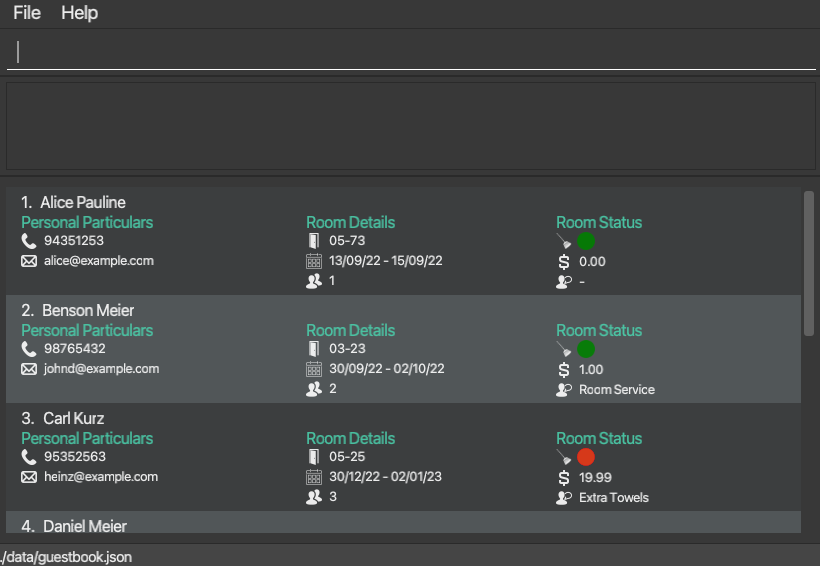 File Help
1. Alice Pauline
Personal Particulars Room Details Room Status
94351253 05-73
alice@example.com 13/09/22 - 15/09/22 $ 0.00
1 -
2. Benson Meier
Personal Particulars Room Details Room Status
98765432 03-23
johnd@example.com 30/09/22 - 02/10/22 $ 1.00
2 Room Service
3. Carl Kurz
Personal Particulars Room Details Room Status
95352563 05-25
heinz@example.com 30/12/22 - 02/01/23 $ 19.99
3 Extra Towels
4. Daniel Meier
./data/guestbook.json